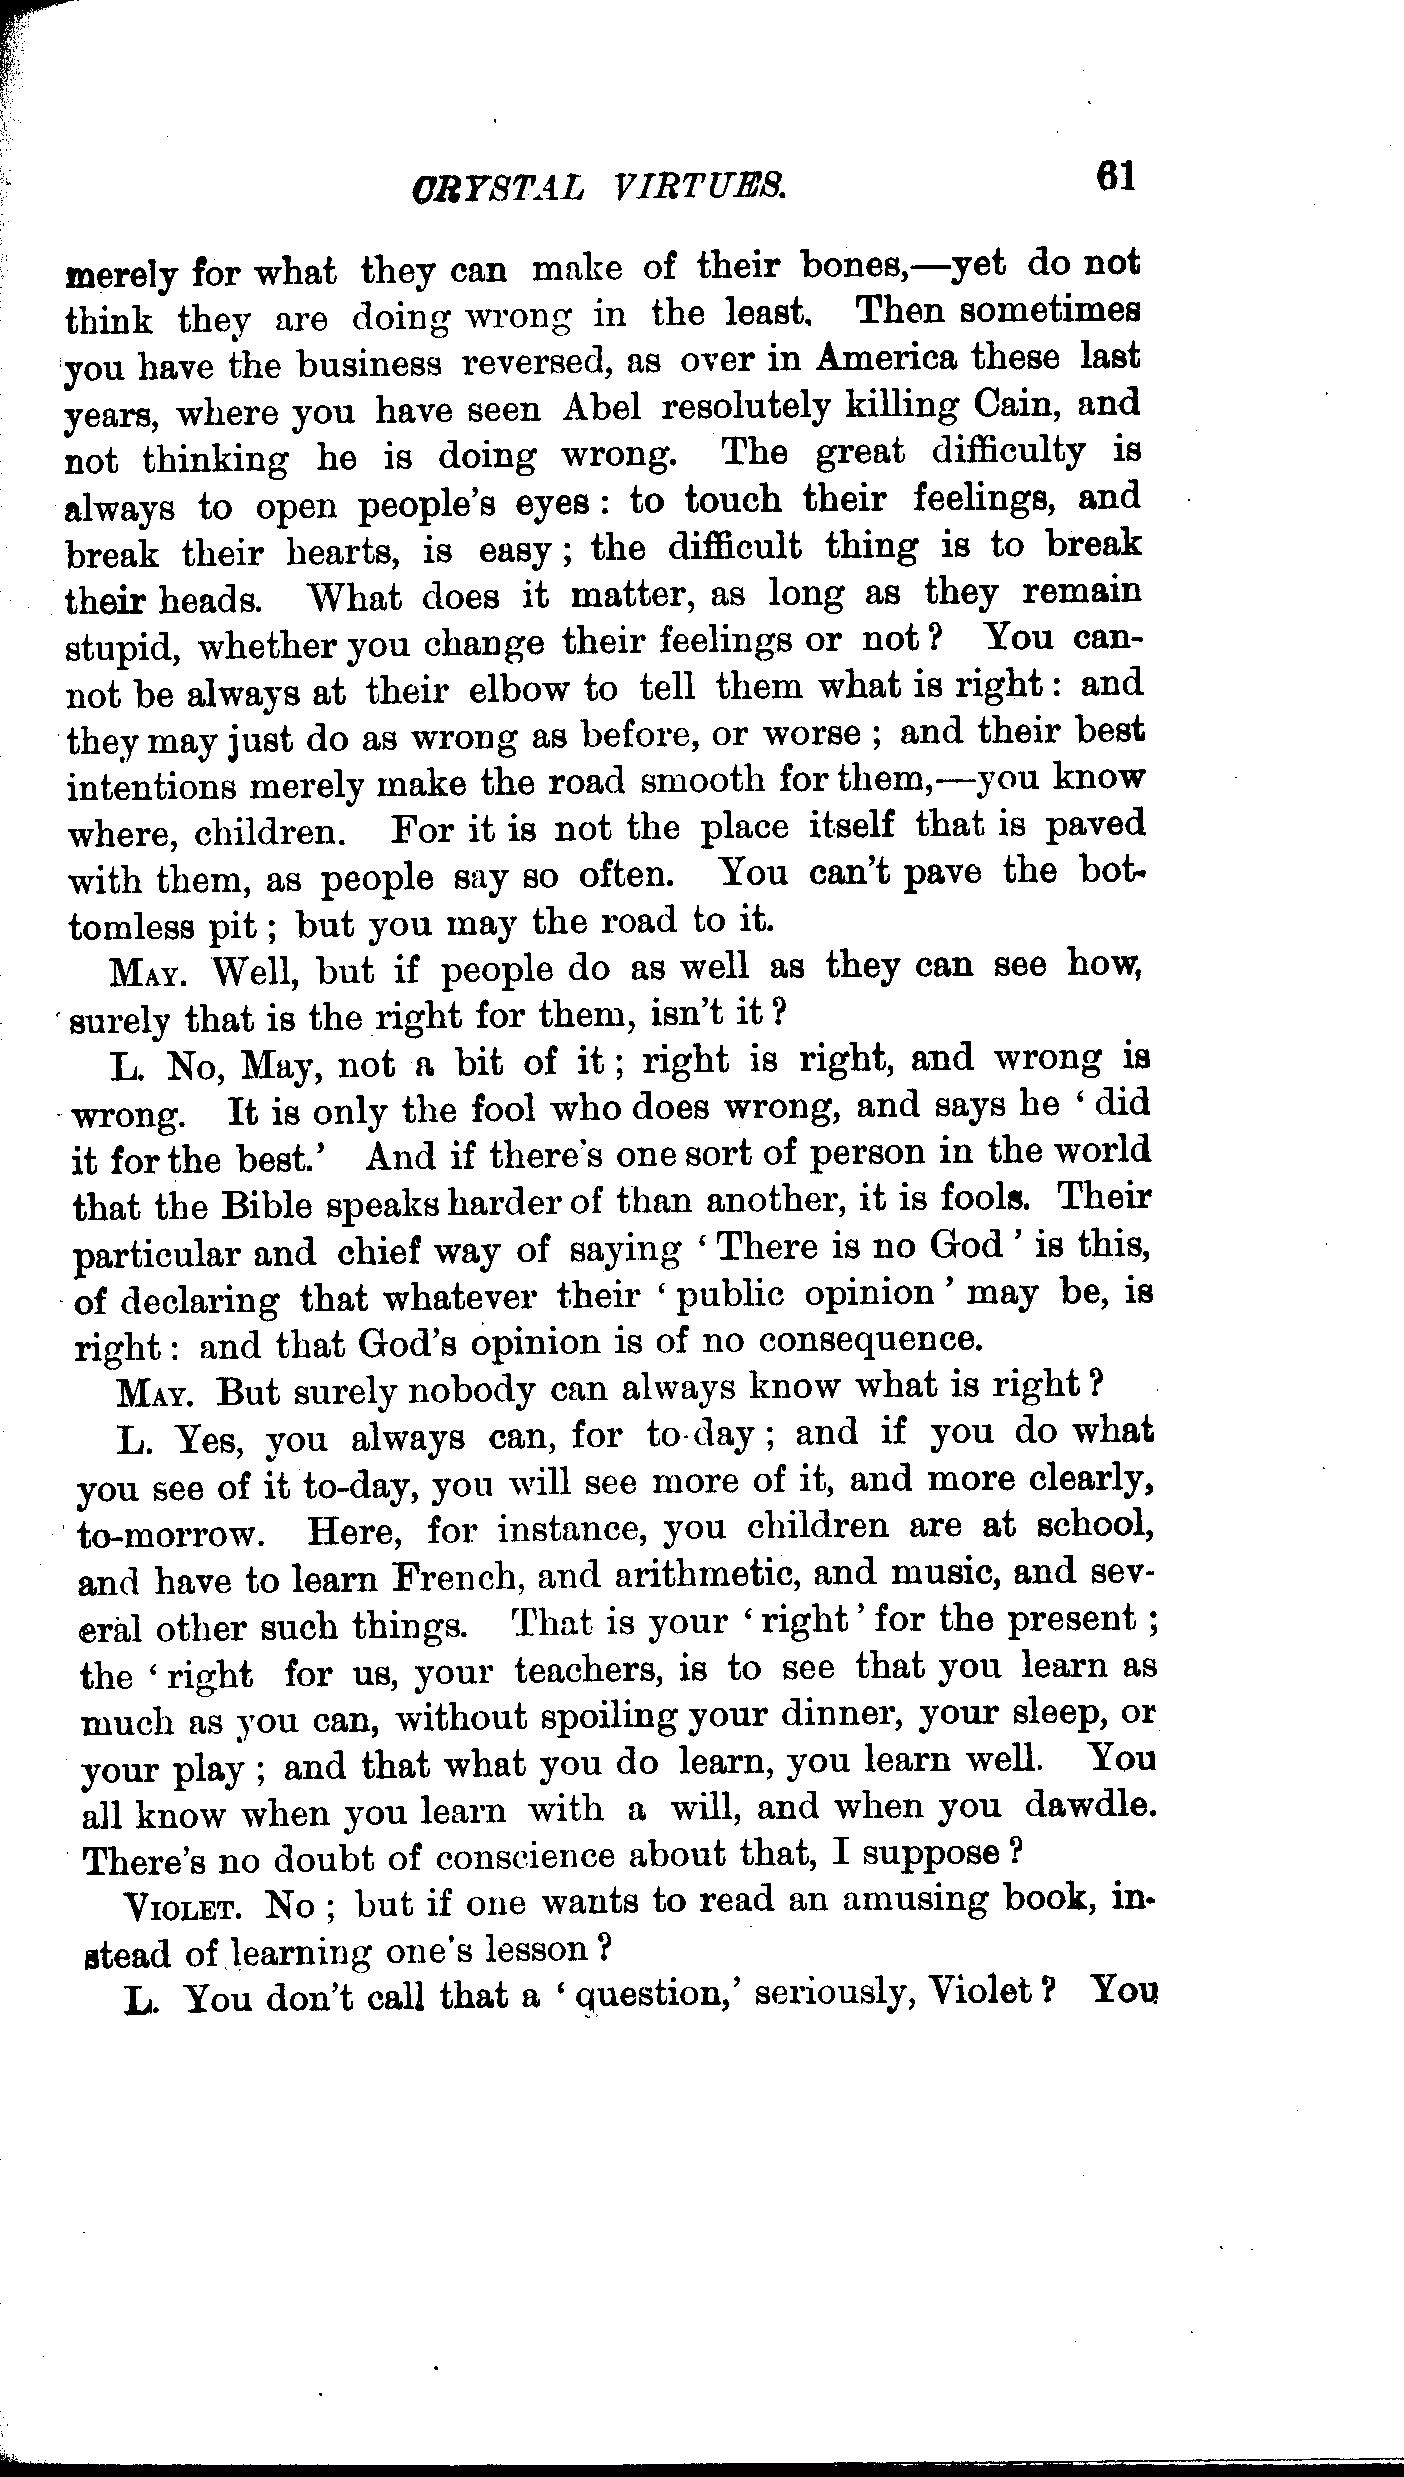 CRYSTAL VIRTUES. 61
merely for what they can make of their bones,—yet do not
think they are doing wrong in the least. Then sometimes
you have the business reversed, as over in America these last
years, where you have seen Abel resolutely killing Cain, and
not thinking he is doing wrong. The great difficulty is
always to open people's eyes : to touch their feelings, and
break their hearts, is easy ; the difficult thing is to break
their heads. What does it matter, as long as they remain
stupid, whether you change their feelings or not ? You can-
not be always at their elbow to tell them what is right : and
they may just do as wrong as before, or worse ; and their best
intentions merely make the road smooth for them,—you know
where, children. For it is not the place itself that is paved
with them, as people say so often. You can't pave the bot-
tomless pit ; but you may the road to it.
MAY. Well, but if people do as well as they can see how,
surely that is the right for them, isn't it ?
L. No, May, not a bit of it ; right is right, and wrong is
wrong. It is only the fool who does wrong, and says he ‘ did
it for the best.’ And if there's one sort of person in the world
that the Bible speaks harder of than another, it is fools. Their
particular and chief way of saying ‘ There is no God ’ is this,
of declaring that whatever their ‘ public opinion ’ may be, is
right : and that God's opinion is of no consequence.
MAY. But surely nobody can always know what is right ?
L. Yes, you always can, for to-day ; and if you do what
you see of it to-day, you will see more of it, and more clearly,
to-morrow. Here, for instance, you children are at school,
and have to learn French, and arithmetic, and music, and sev-
eral other such things. That is your ‘ right ’ for the present ;
the ‘ right for us, your teachers, is to see that you learn as
much as you can, without spoiling your dinner, your sleep, or
your play ; and that what you do learn, you learn well. You
all know when you learn with a will, and when you dawdle.
There's no doubt of conscience about that, I suppose ?
VIOLET. No ; but if one wants to read an amusing book, in-
stead of learning one's lesson ?
L. You don't call that a ‘ question,’ seriously, Violet ? You